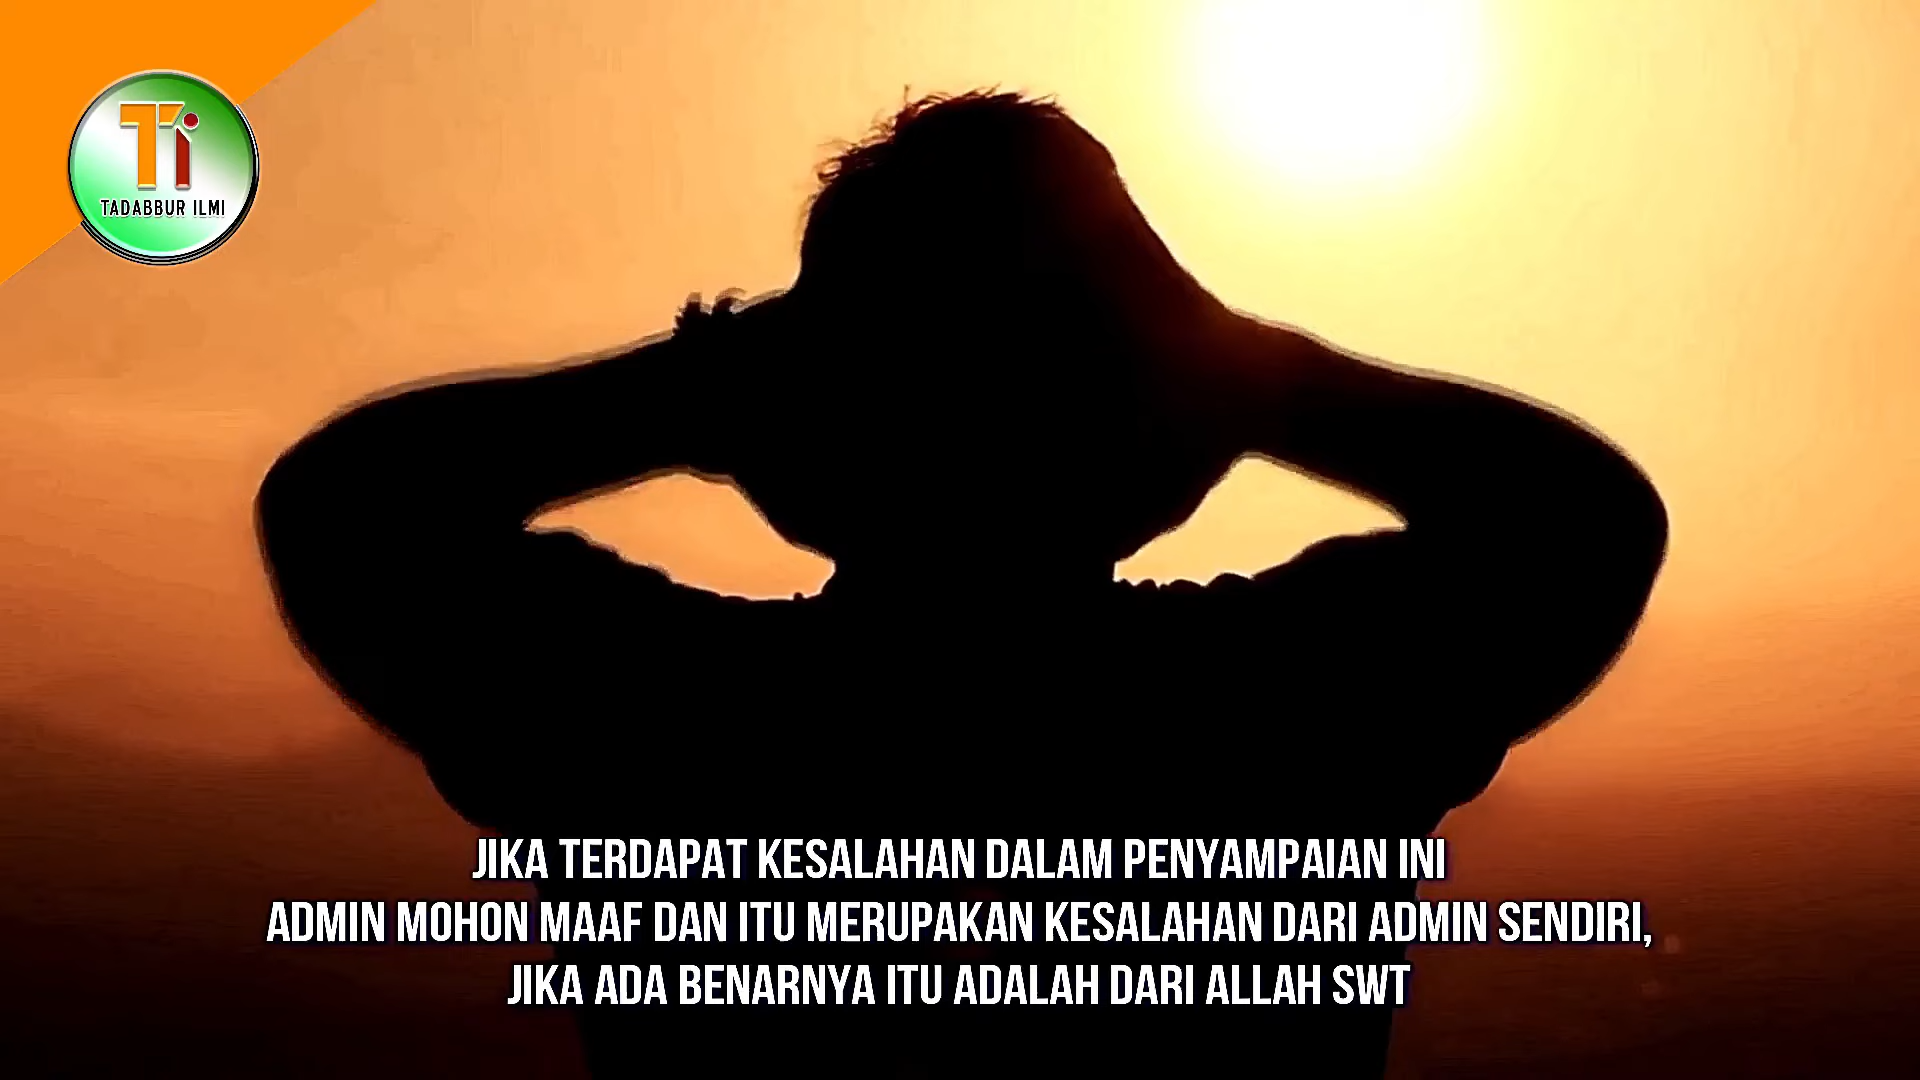 Ti
TADABBUR ILMI
JIKA TERDAPAT KESALAHAN DALAM PENYAMPAIAN INI
ADMIN MOHON MAAF DAN ITU MERUPAKAN KESALAHAN DARI ADMIN SENDIRI,
JIKA ADA BENARNYA ITU ADALAH DARI ALLAH SWT